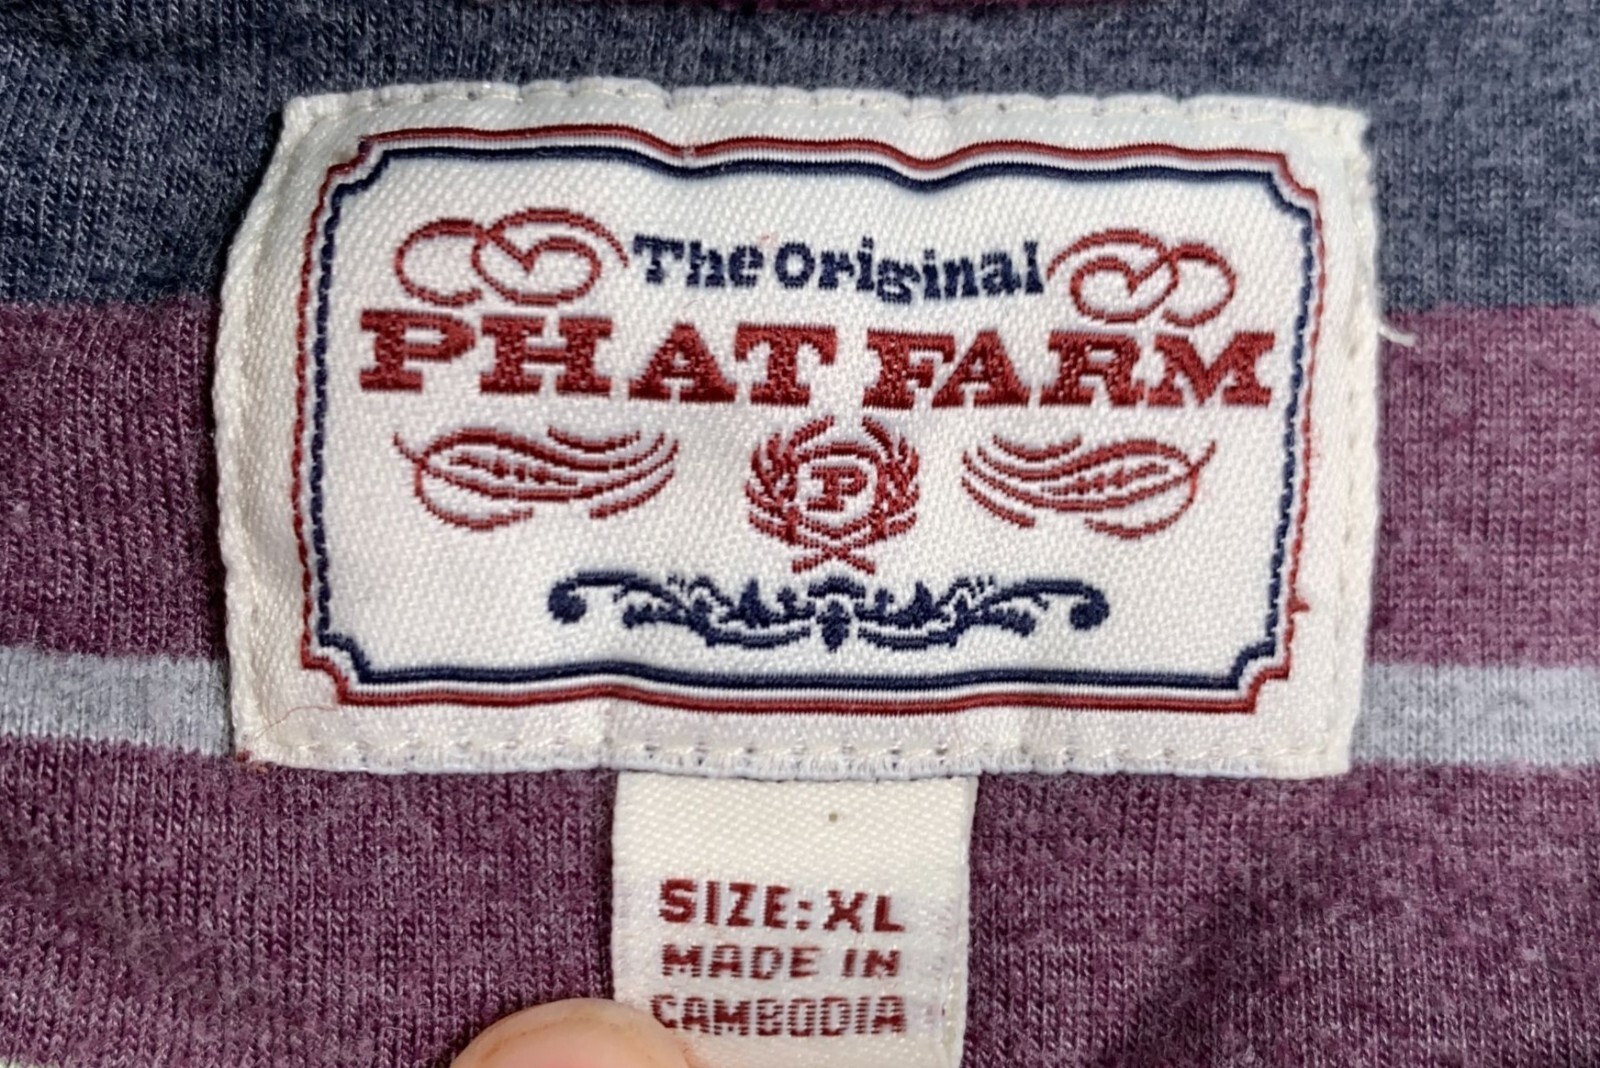 The Original
PHAT FARM
P
SIZE: XL
MADE IN
CAMBODIA